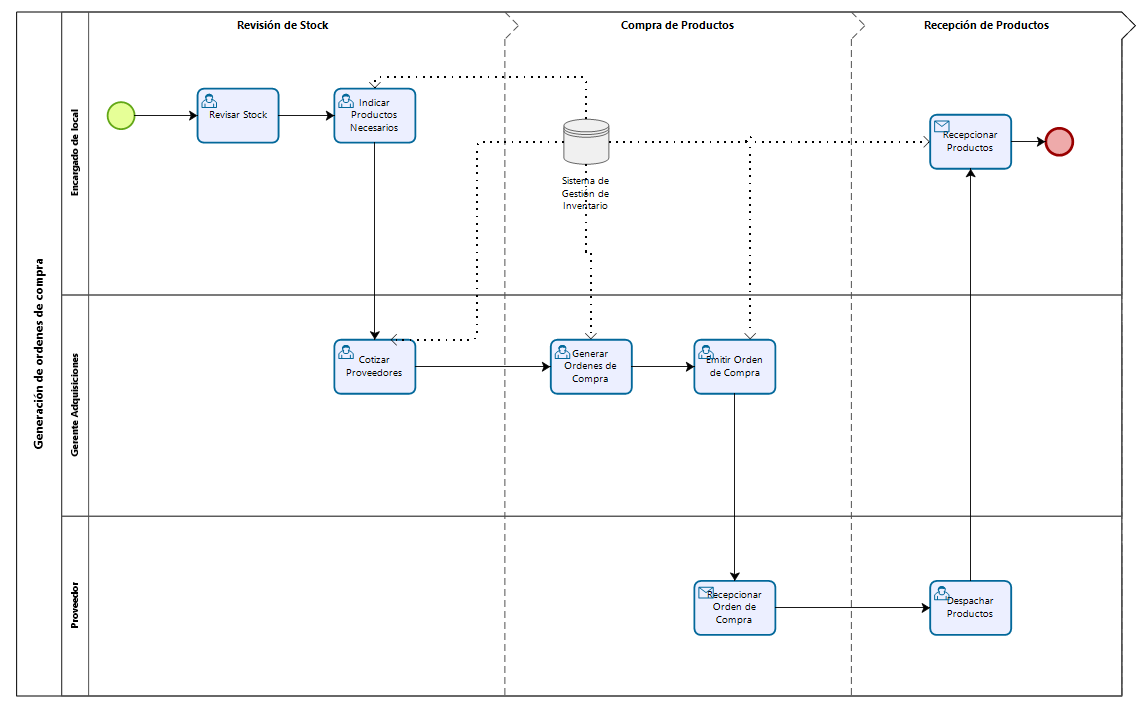 Revisión de Stock
Compra de Productos
Recepción de Productos
Generación de ordenes de compra
Encargado de local
Revisar Stock
Indicar
Productos
Necesarios
Sistema de
Gestión de
Inventario
Recepcionar
Productos
Gerente Adquisiciones
Cotizar
Proveedores
Generar
Ordenes de
Compra
Emitir Orden
de Compra
Proveedor
Recepcionar
Orden de
Compra
Despachar
Productos